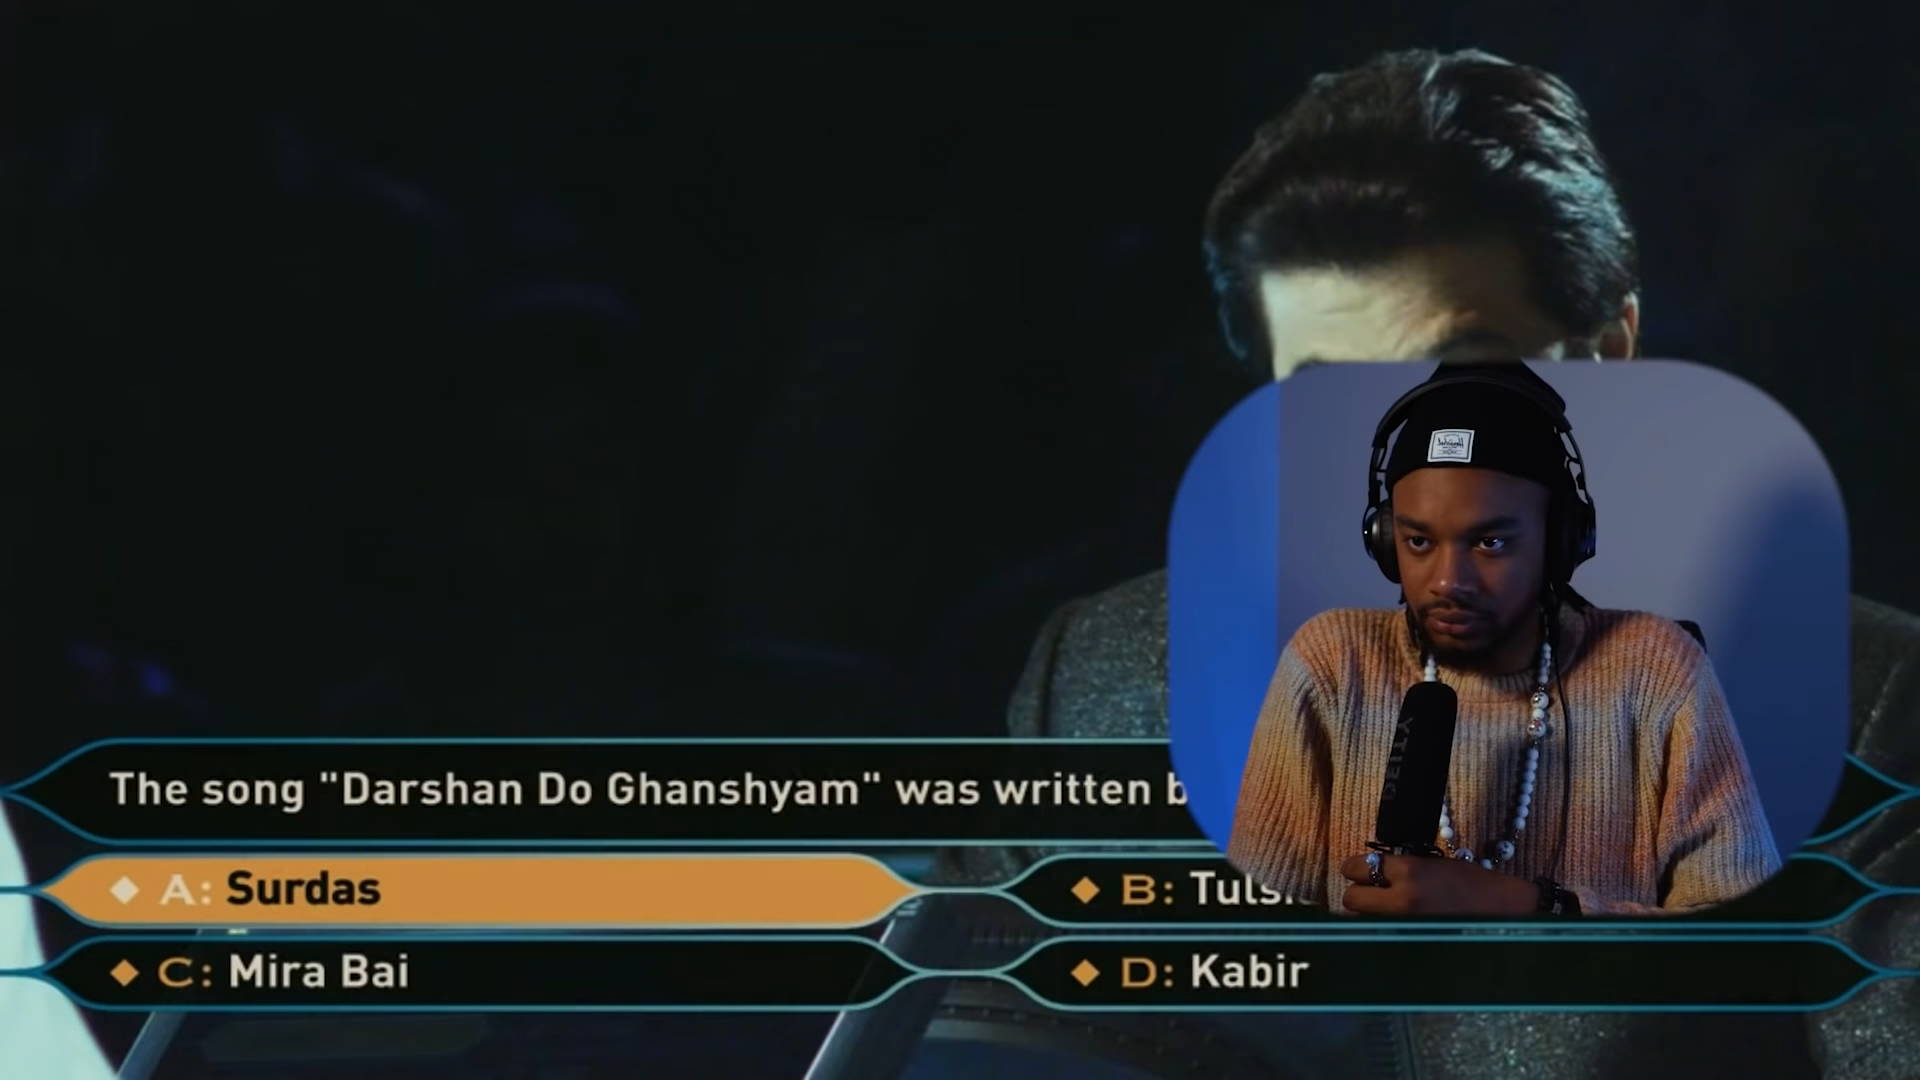 The song "Darshan Do Ghanshyam" was written
A: Surdas
B:
C: Mira Bai
D: Kabir